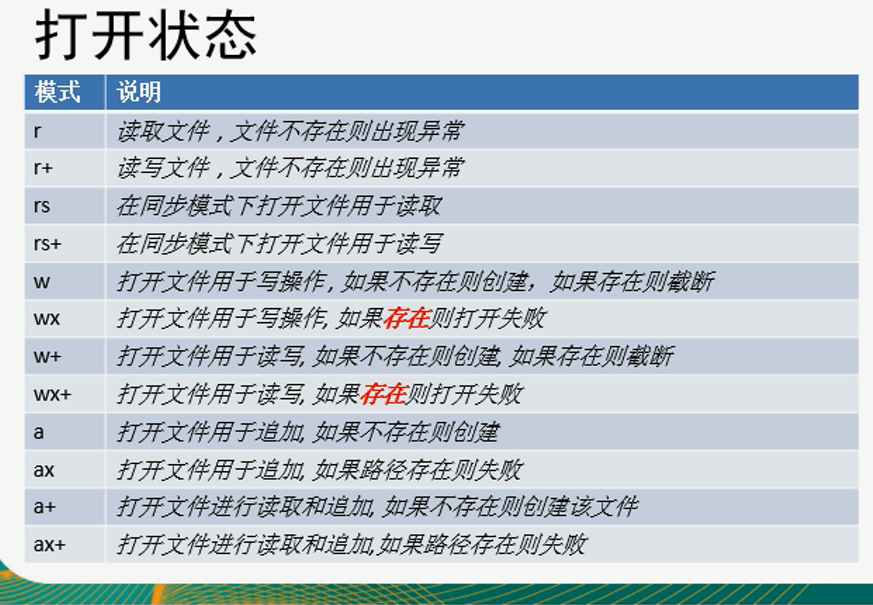 打开状态
模式 说明
r 读取文件，文件不存在则出现异常
r+ 读写文件，文件不存在则出现异常
rs 在同步模式下打开文件用于读取
rs+ 在同步模式下打开文件用于读写
w 打开文件用于写操作, 如果不存在则创建，如果存在则截断
wx 打开文件用于写操作, 如果存在则打开失败
w+ 打开文件用于读写, 如果不存在则创建, 如果存在则截断
wx+ 打开文件用于读写, 如果存在则打开失败
a 打开文件用于追加, 如果不存在则创建
ax 打开文件用于追加, 如果路径存在则失败
a+ 打开文件进行读取和追加, 如果不存在则创建该文件
ax+ 打开文件进行读取和追加,如果路径存在则失败